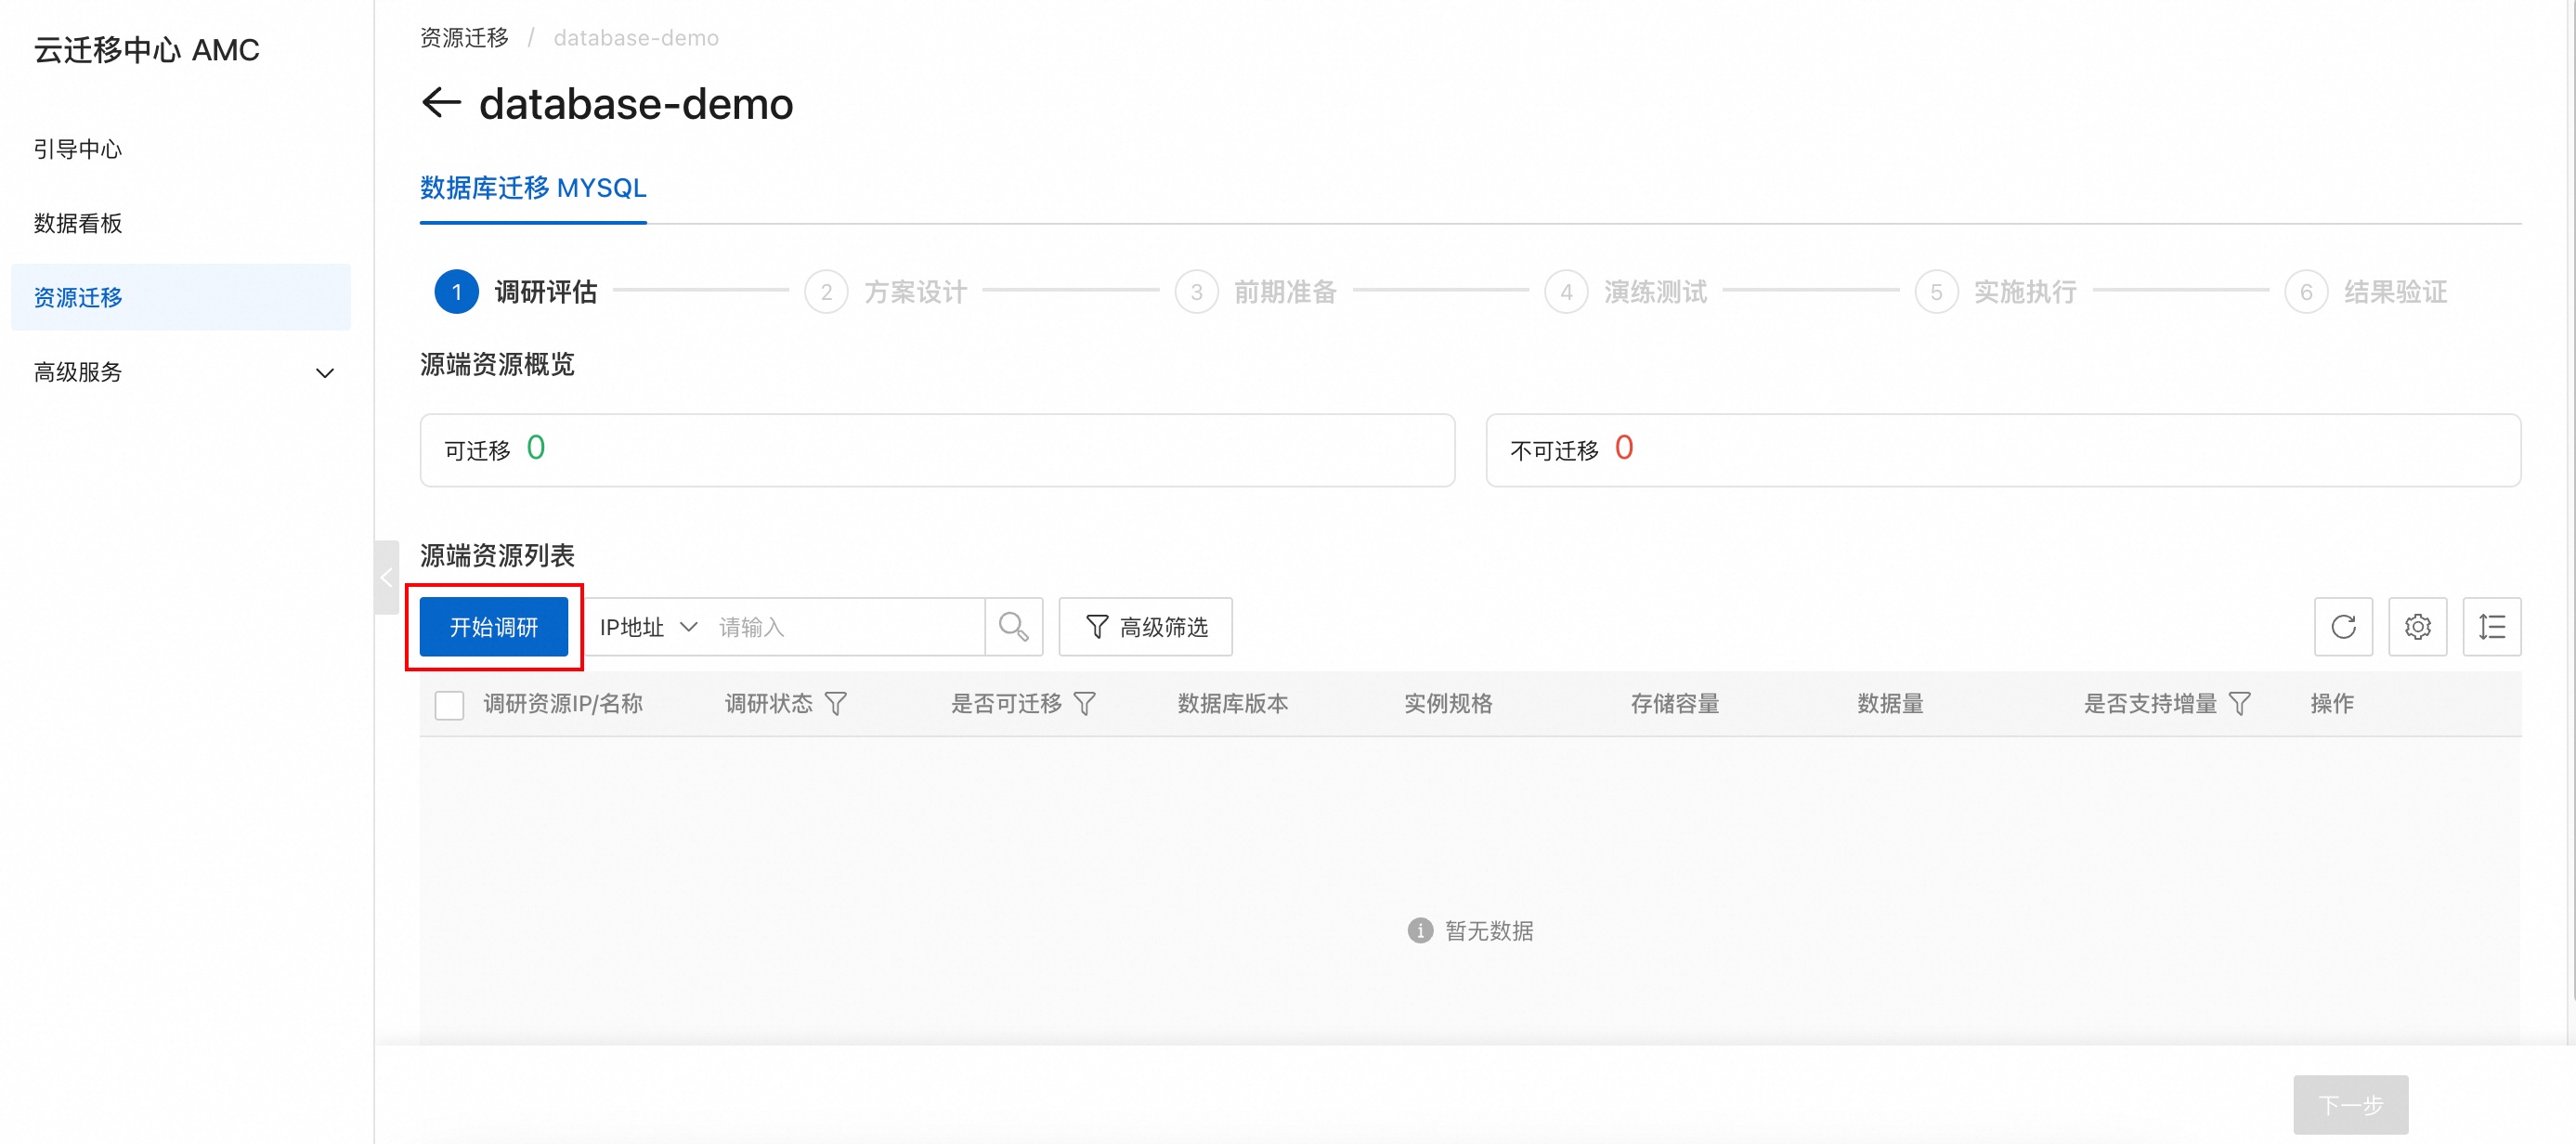 云迁移中心 AMC
引导中心
数据看板
资源迁移
高级服务
资源迁移 / database-demo
database-demo
数据库迁移 MYSQL
1 调研评估 2 方案设计 3 前期准备 4 演练测试 5 实施执行 6 结果验证
源端资源概览
可迁移 0 不可迁移 0
源端资源列表
开始调研 IP地址 请输入 高级筛选
调研资源IP/名称 调研状态 是否可迁移 数据库版本 实例规格 存储容量 数据量 是否支持增量 操作
暂无数据
下一步